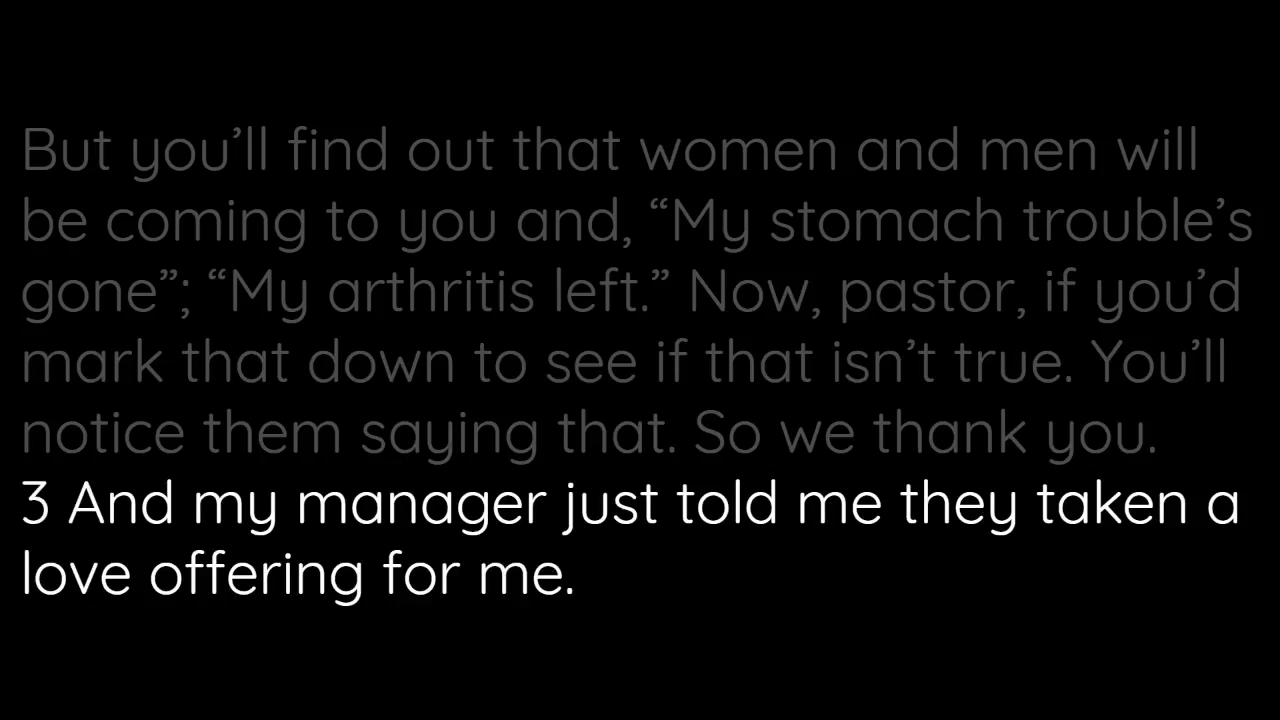 But you’ll find out that women and men will
be coming to you and, “My stomach trouble’s
gone”; “My arthritis left.” Now, pastor, if you’d
mark that down to see if that isn’t true. You’ll
notice them saying that. So we thank you.
3 And my manager just told me they taken a
love offering for me.